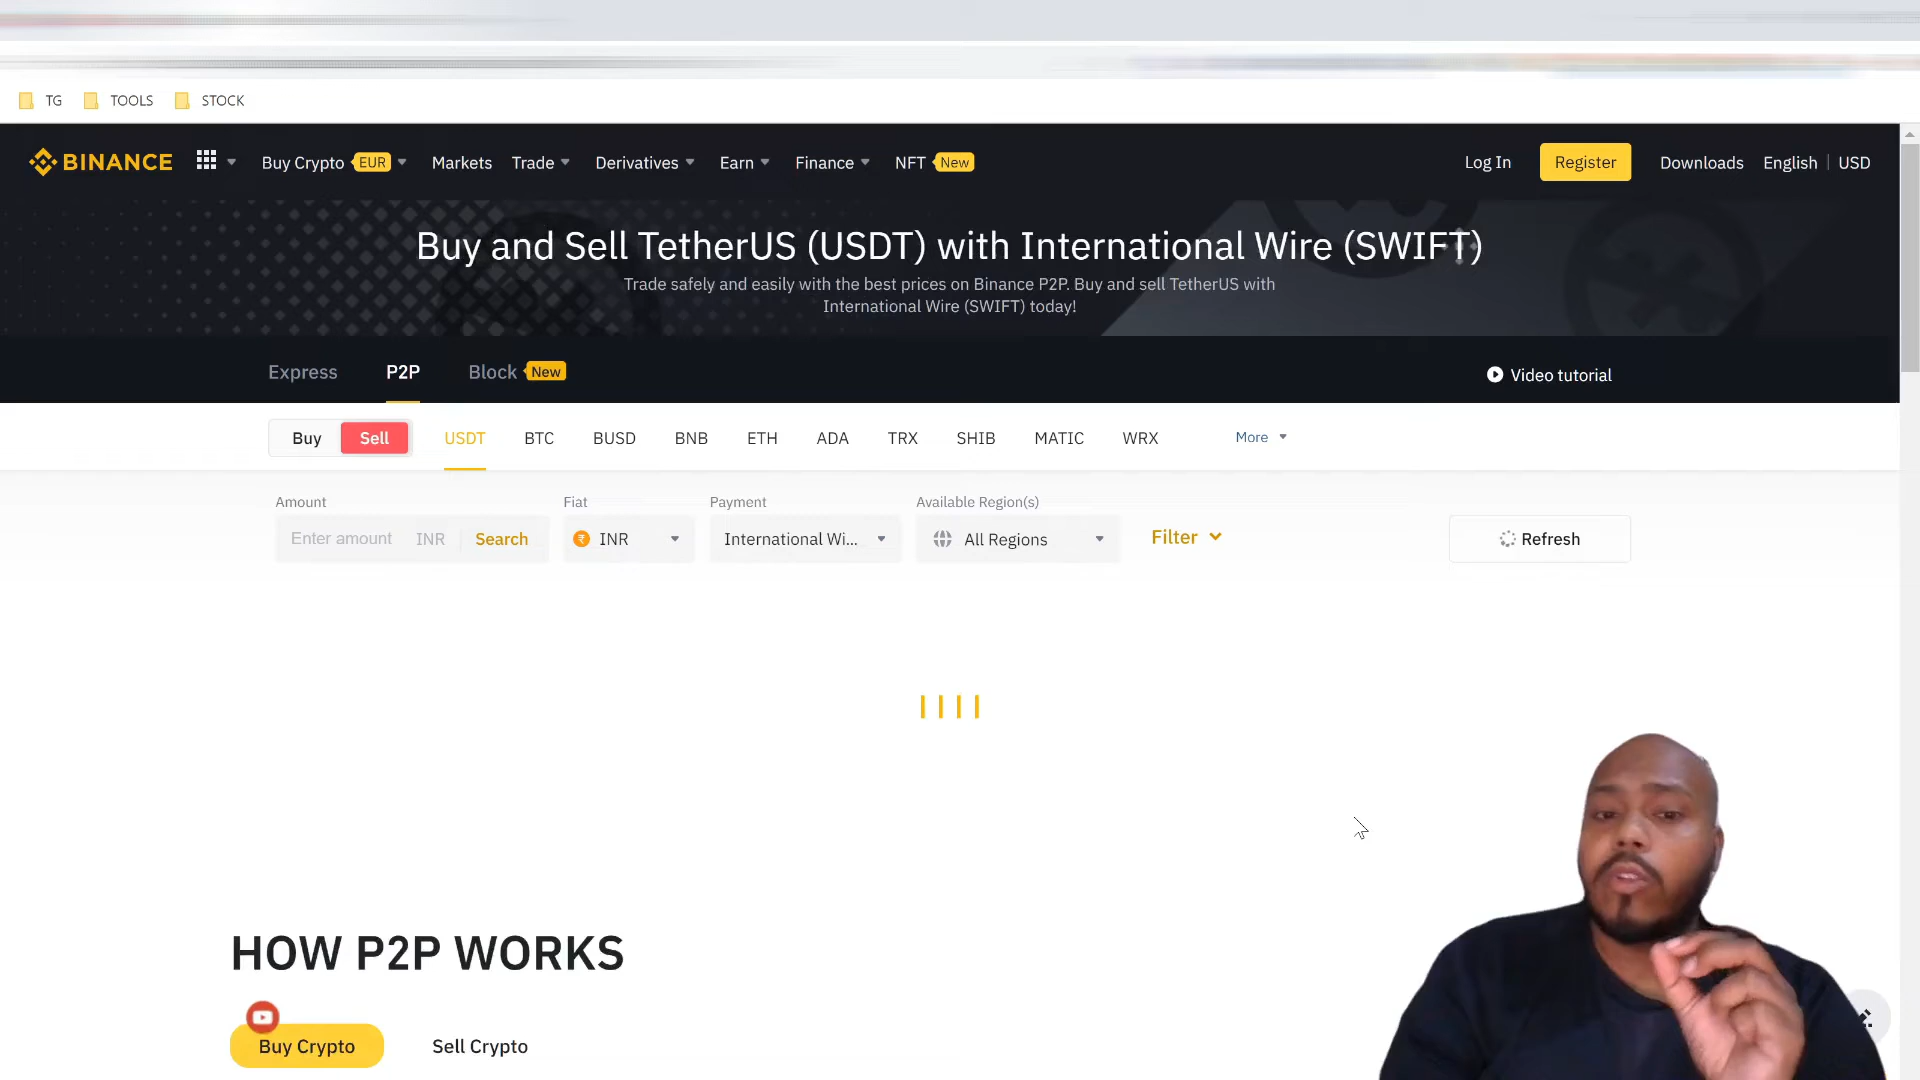 TG TOOLS STOCK
BINANCE Buy Crypto EUR Markets Trade Derivatives Earn Finance NFT New Log In Register Downloads English USD
Buy and Sell TetherUS (USDT) with International Wire (SWIFT)
Trade safely and easily with the best prices on Binance P2P. Buy and sell TetherUS with
International Wire (SWIFT) today!
Express P2P Block New Video tutorial
Buy Sell USDT BTC BUSD BNB ETH ADA TRX SHIB MATIC WRX More
Amount Fiat Payment Available Region(s)
Enter amount INR Search INR International Wi... All Regions Filter Refresh
HOW P2P WORKS
Buy Crypto Sell Crypto